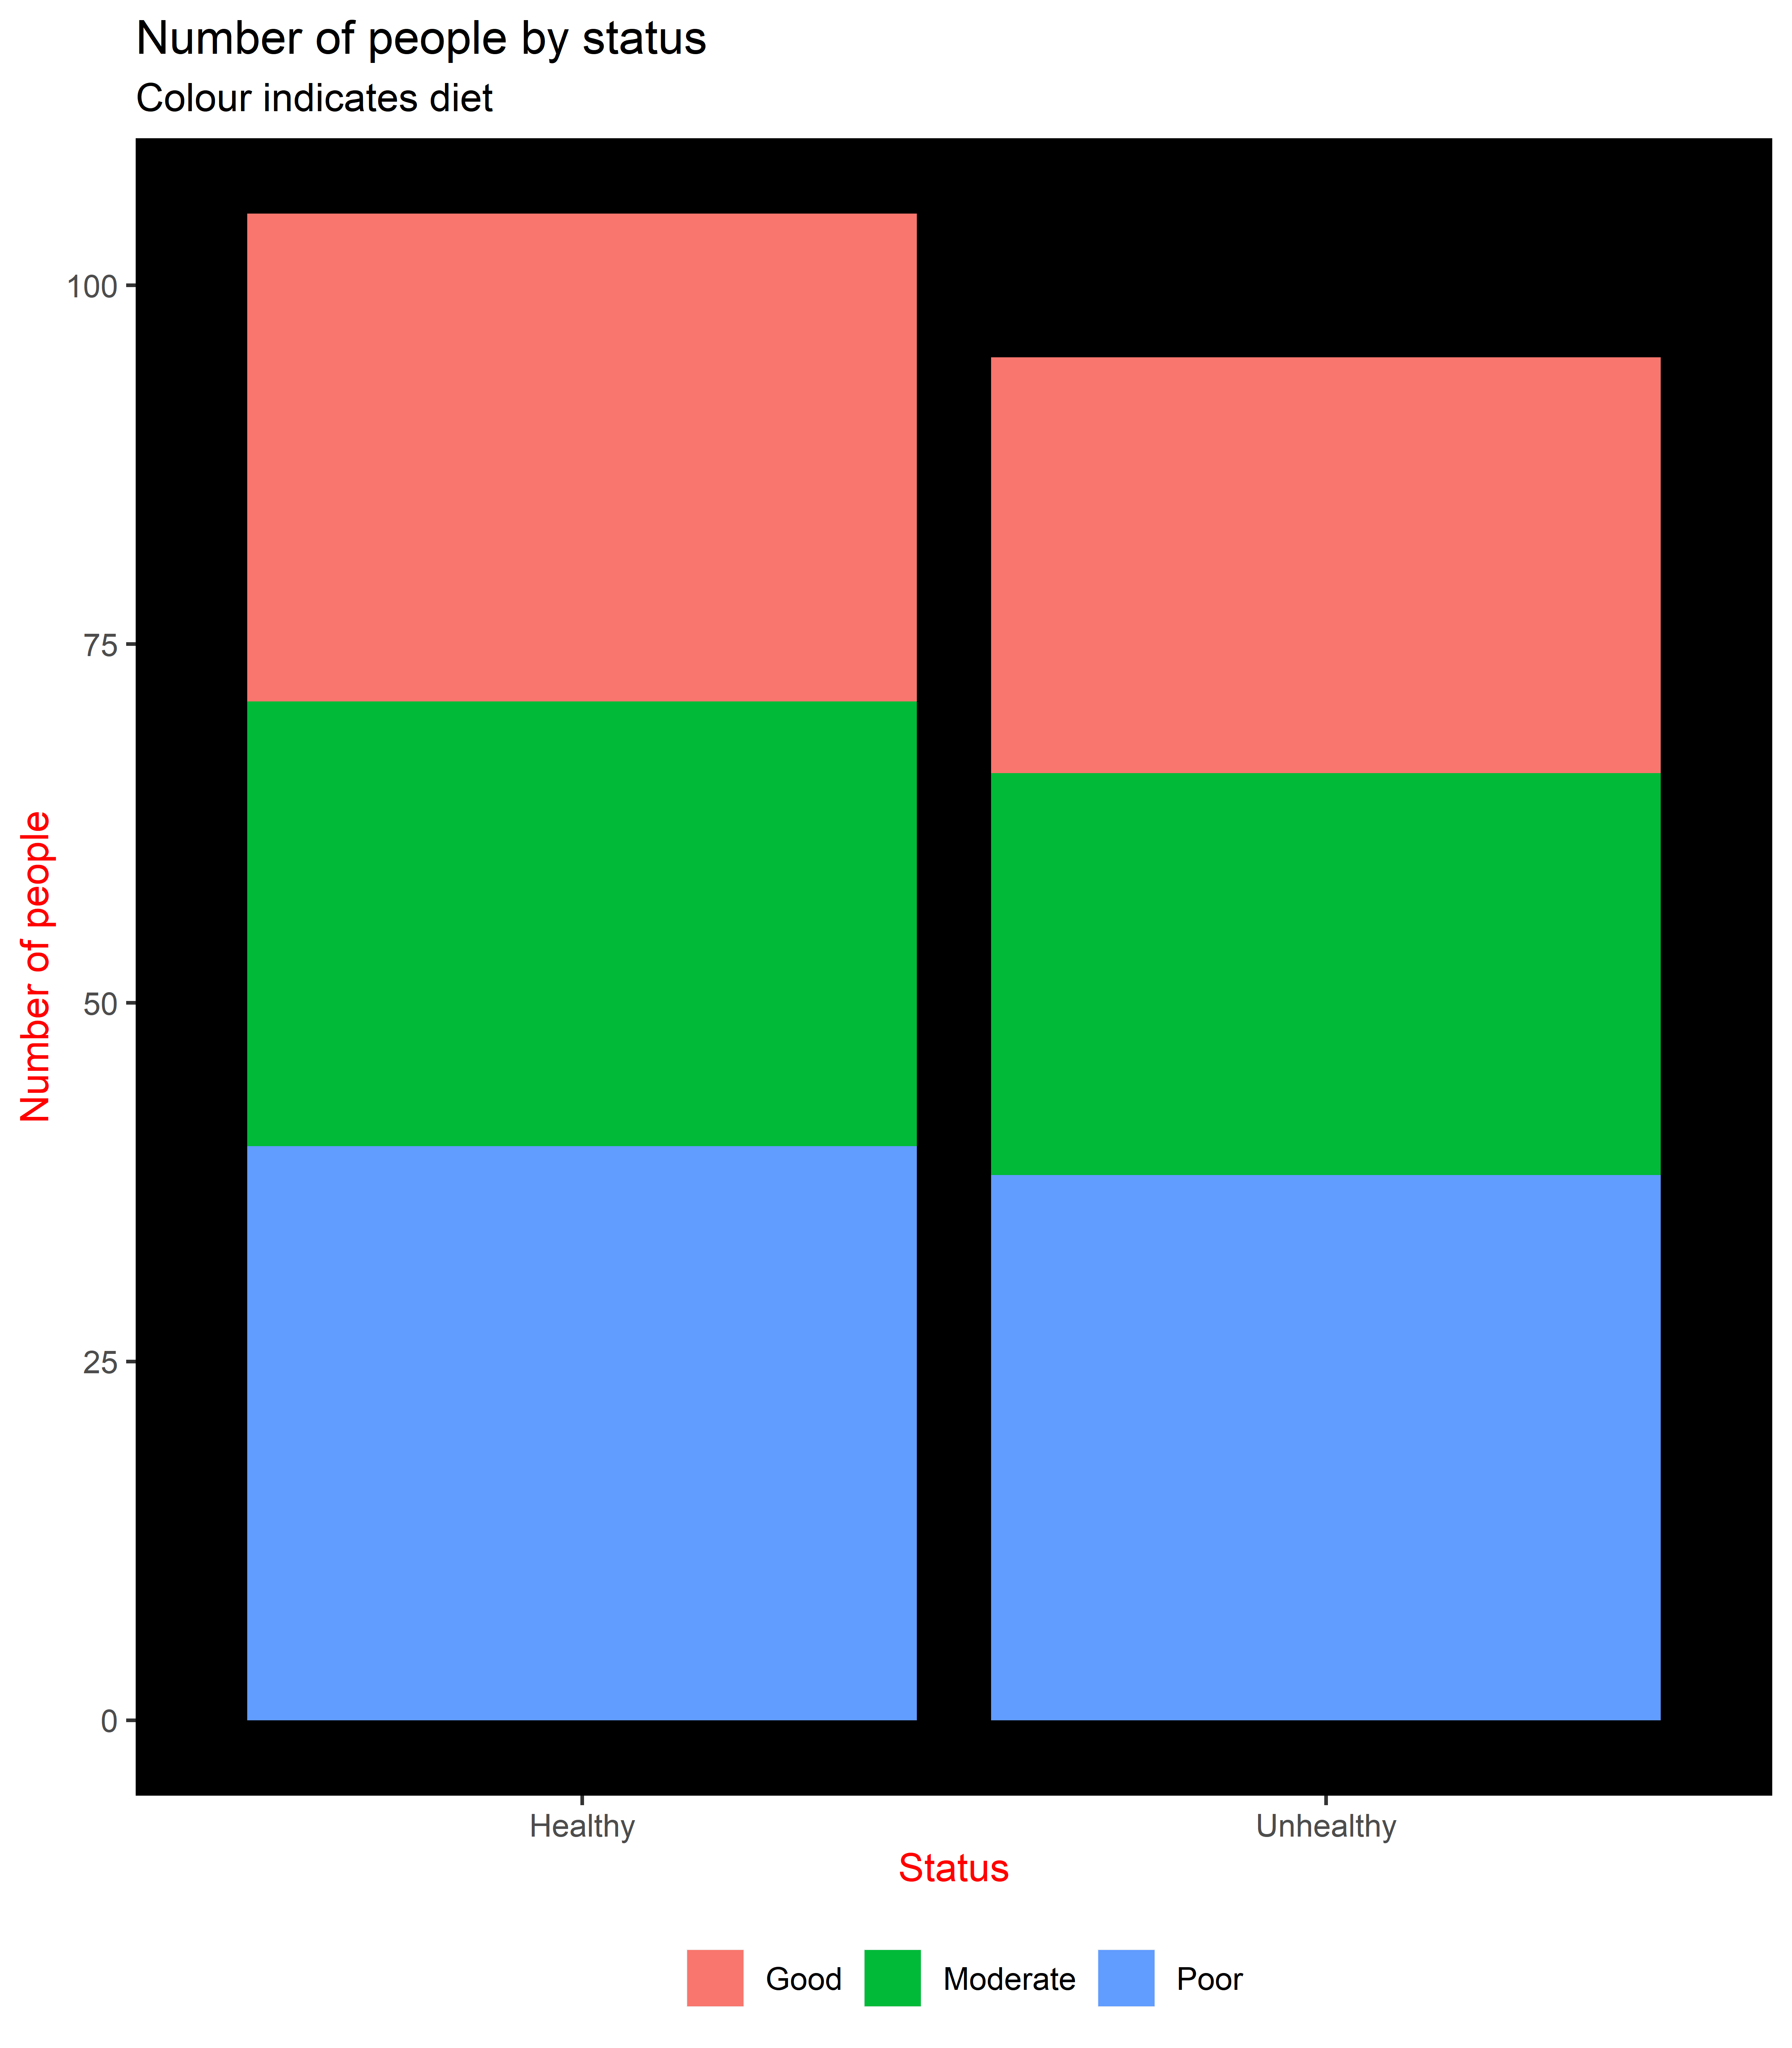 Number of people by status
Colour indicates diet
Number of people
100
75
50
25
0
Healthy
Unhealthy
Status
Good
Moderate
Poor